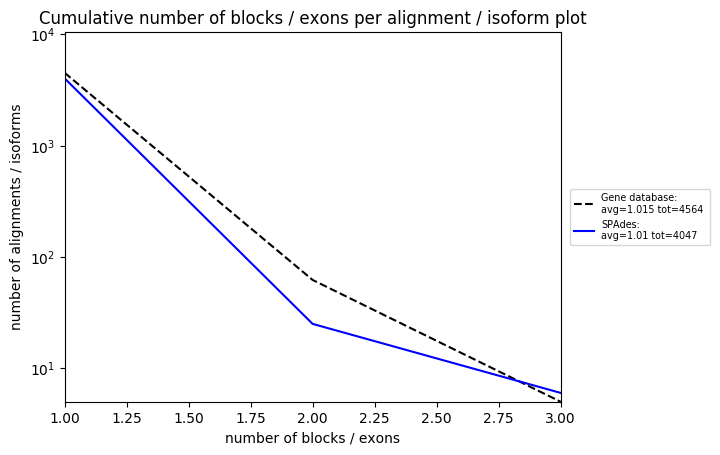 Cumulative number of blocks / exons per alignment / isoform plot
number of alignments / isoforms
10^4
10^3
10^2
10^1
1.00 1.25 1.50 1.75 2.00 2.25 2.50 2.75 3.00
number of blocks / exons
Gene database:
avg=1.015 tot=4564
SPAdes:
avg=1.01 tot=4047